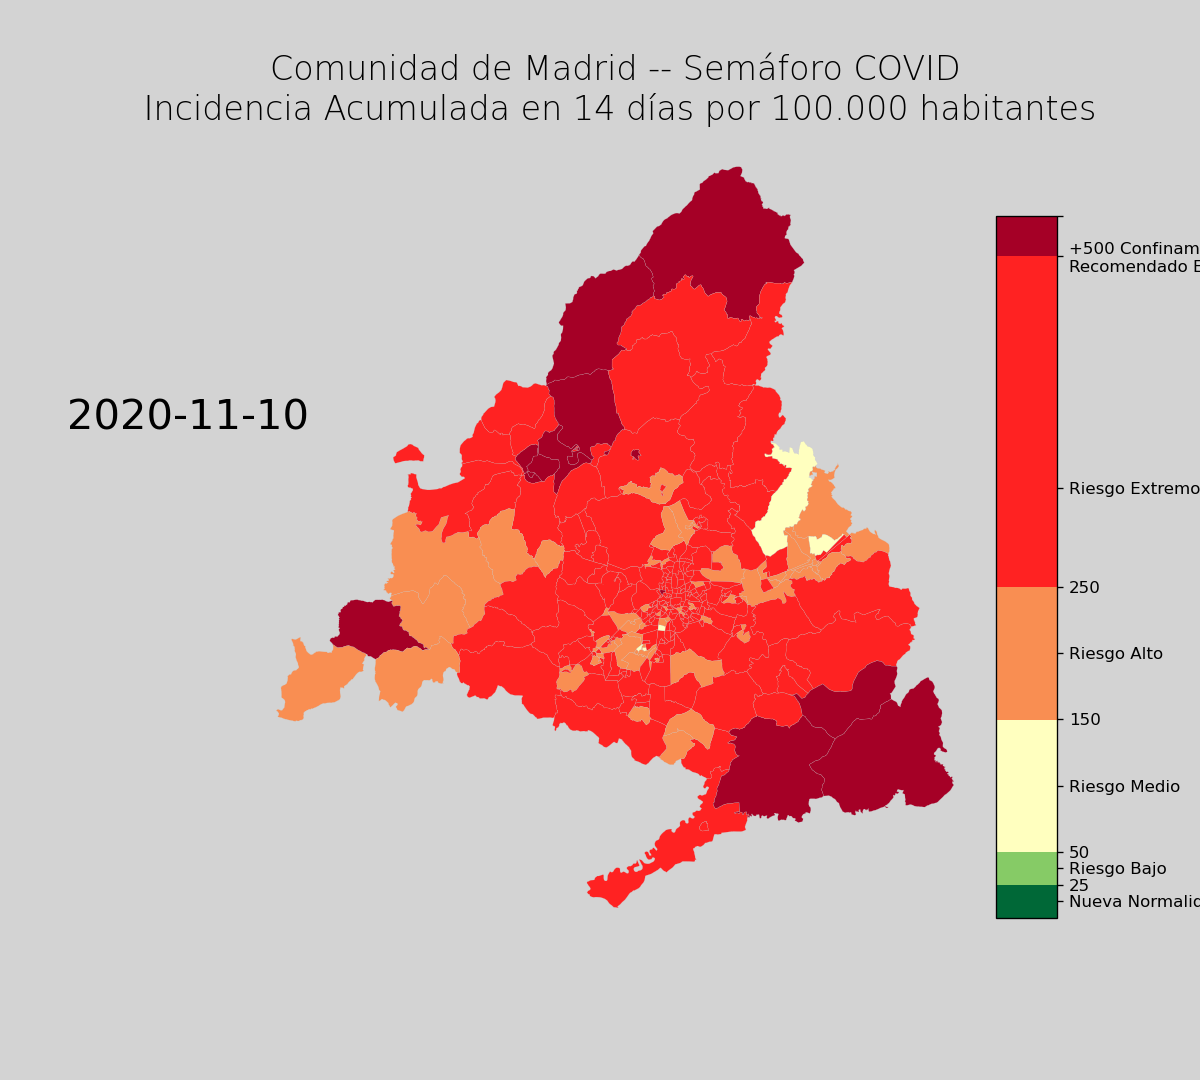 Comunidad de Madrid -- Semáforo COVID
Incidencia Acumulada en 14 días por 100.000 habitantes
2020-11-10
+500 Confinam
Recomendado E
Riesgo Extremo
250
Riesgo Alto
150
Riesgo Medio
50
Riesgo Bajo
25
Nueva Normalid